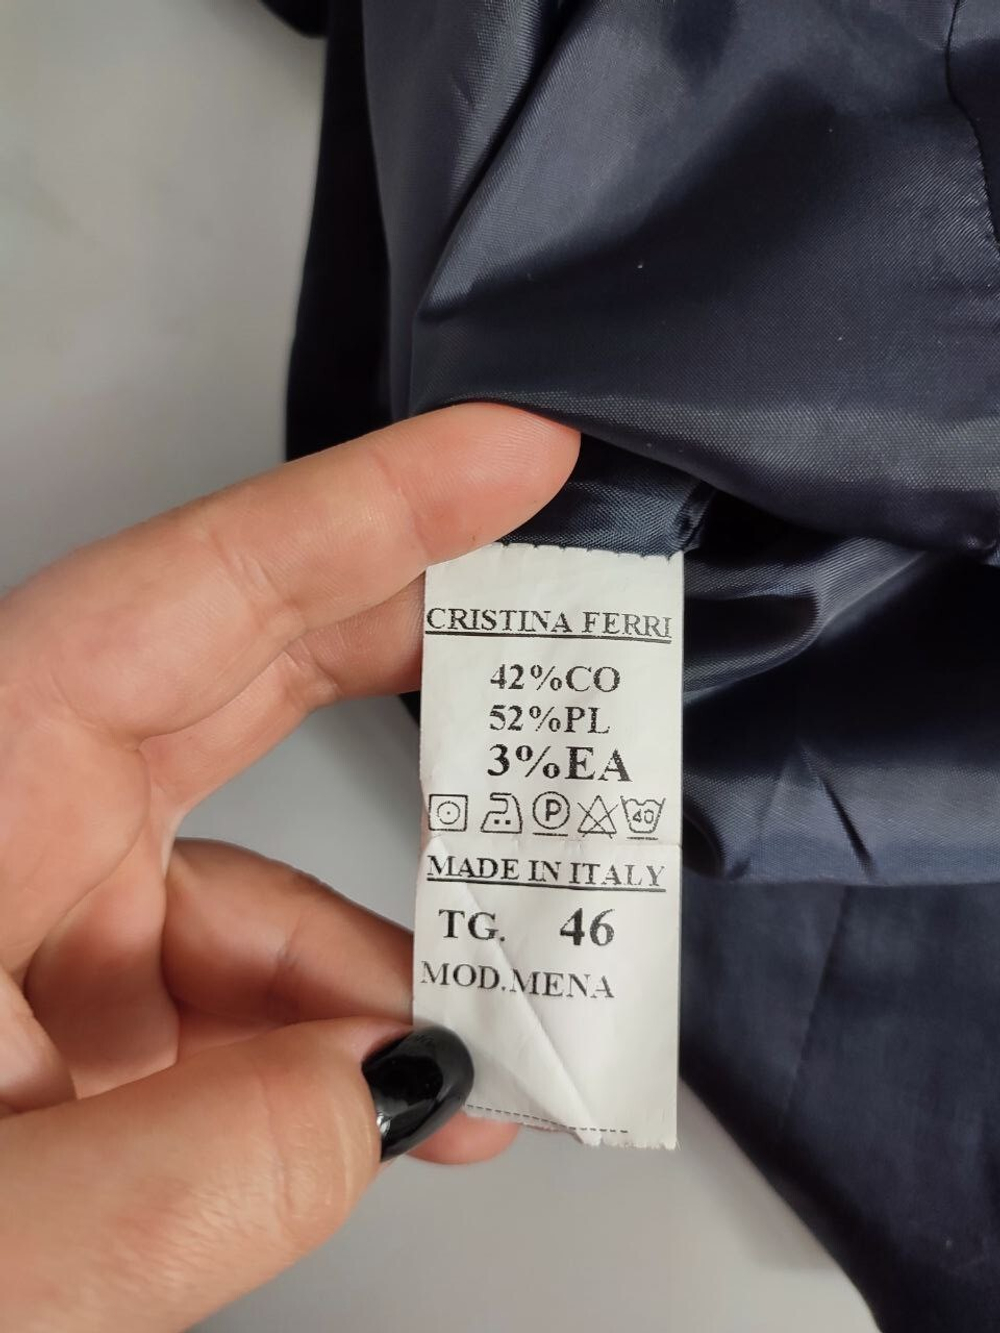 CRISTINA FERRI
42%CO
52%PL
3%EA
P 40
MADE IN ITALY
TG. 46
MOD.MENA